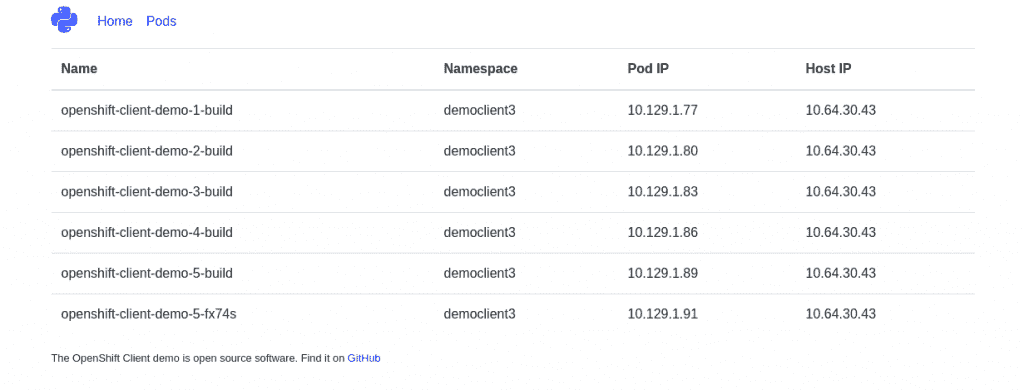 Home Pods
Name Namespace Pod IP Host IP
openshift-client-demo-1-build democlient3 10.129.1.77 10.64.30.43
openshift-client-demo-2-build democlient3 10.129.1.80 10.64.30.43
openshift-client-demo-3-build democlient3 10.129.1.83 10.64.30.43
openshift-client-demo-4-build democlient3 10.129.1.86 10.64.30.43
openshift-client-demo-5-build democlient3 10.129.1.89 10.64.30.43
openshift-client-demo-5-fx74s democlient3 10.129.1.91 10.64.30.43
The OpenShift Client demo is open source software. Find it on GitHub